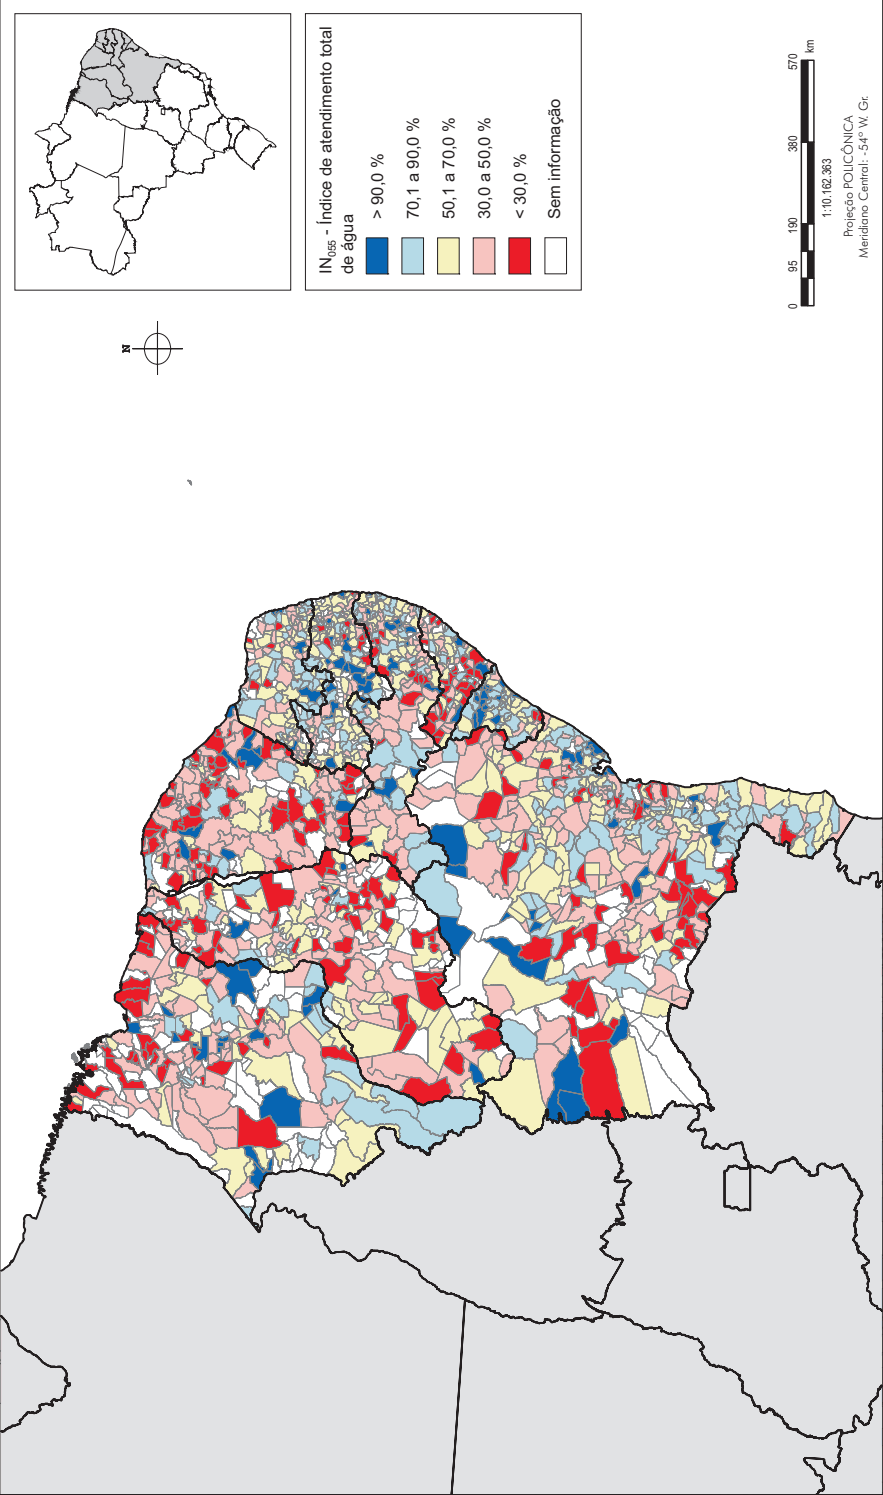 IN055 - Índice de atendimento total
de água
> 90,0 %
70,1 a 90,0 %
50,1 a 70,0 %
30,0 a 50,0 %
< 30,0 %
Sem informação
N
0 95 190 380 570
km
1:10.162.363
Projeção POLICÔNICA
Meridiano Central: -54° W. Gr.